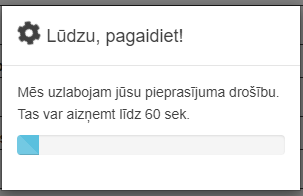 Lūdzu, pagaidiet!
Mēs uzlabojam jūsu pieprasījuma drošību.
Tas var aizņemt līdz 60 sek.